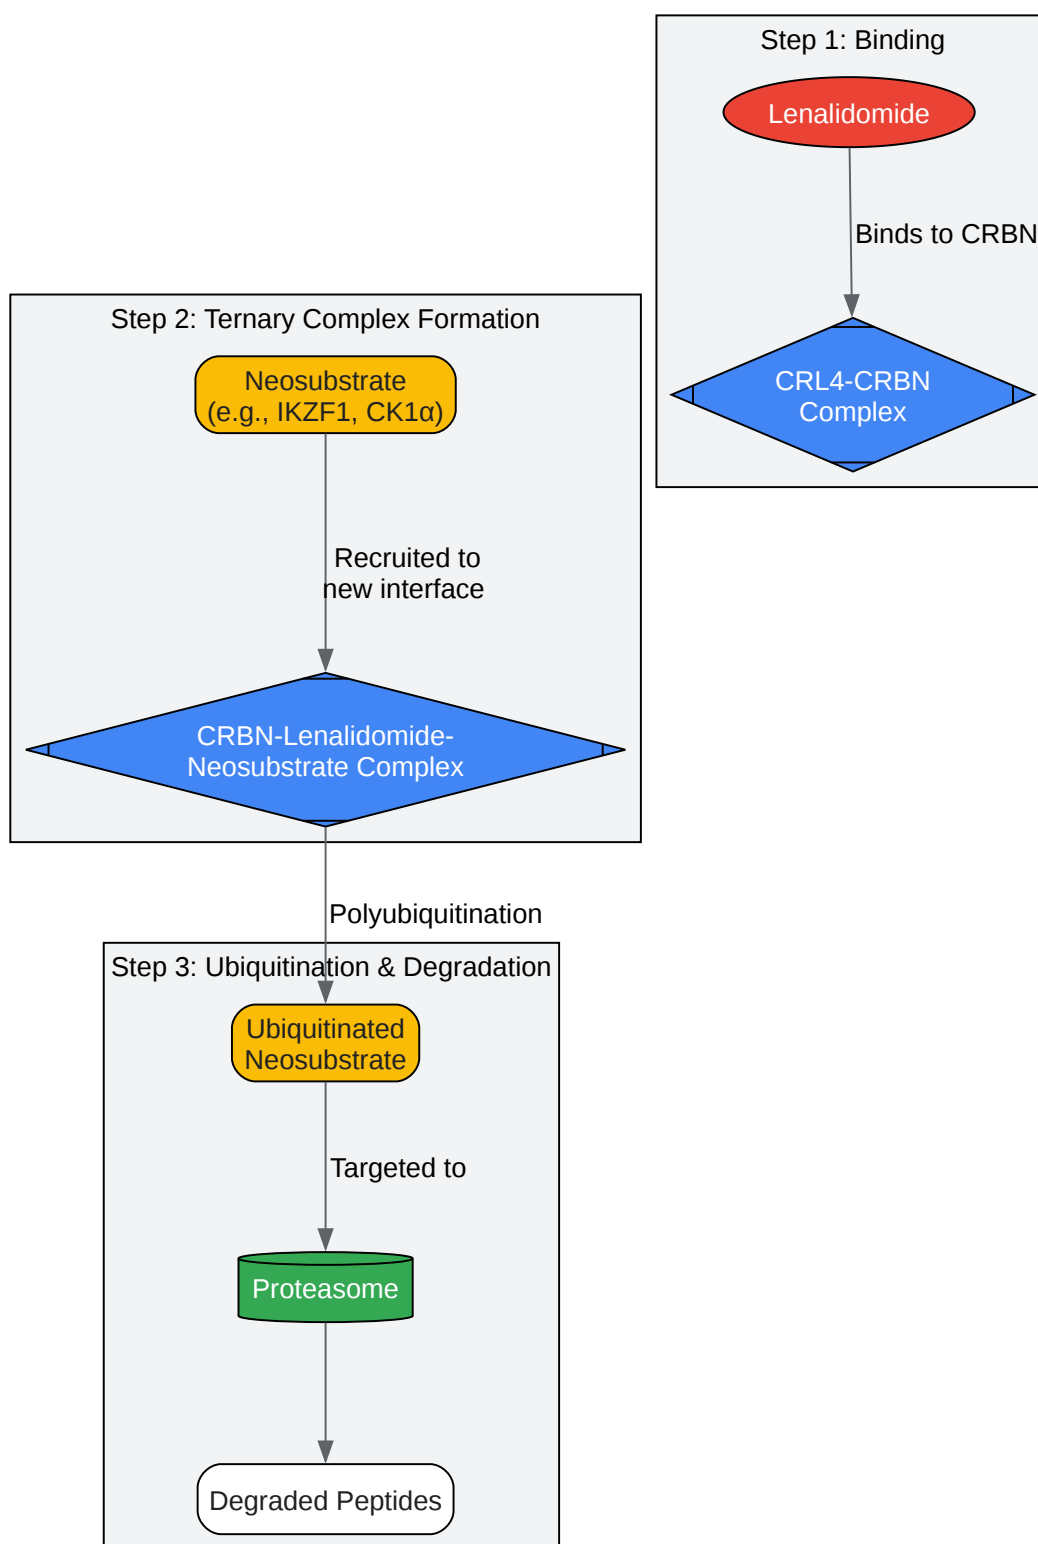 Step 1: Binding
Lenalidomide
Binds to CRBN
CRL4-CRBN
Complex
Step 2: Ternary Complex Formation
Neosubstrate
(e.g., IKZF1, CK1α)
Recruited to
new interface
CRBN-Lenalidomide-
Neosubstrate Complex
Polyubiquitination
Step 3: Ubiquitination & Degradation
Ubiquitinated
Neosubstrate
Targeted to
Proteasome
Degraded Peptides